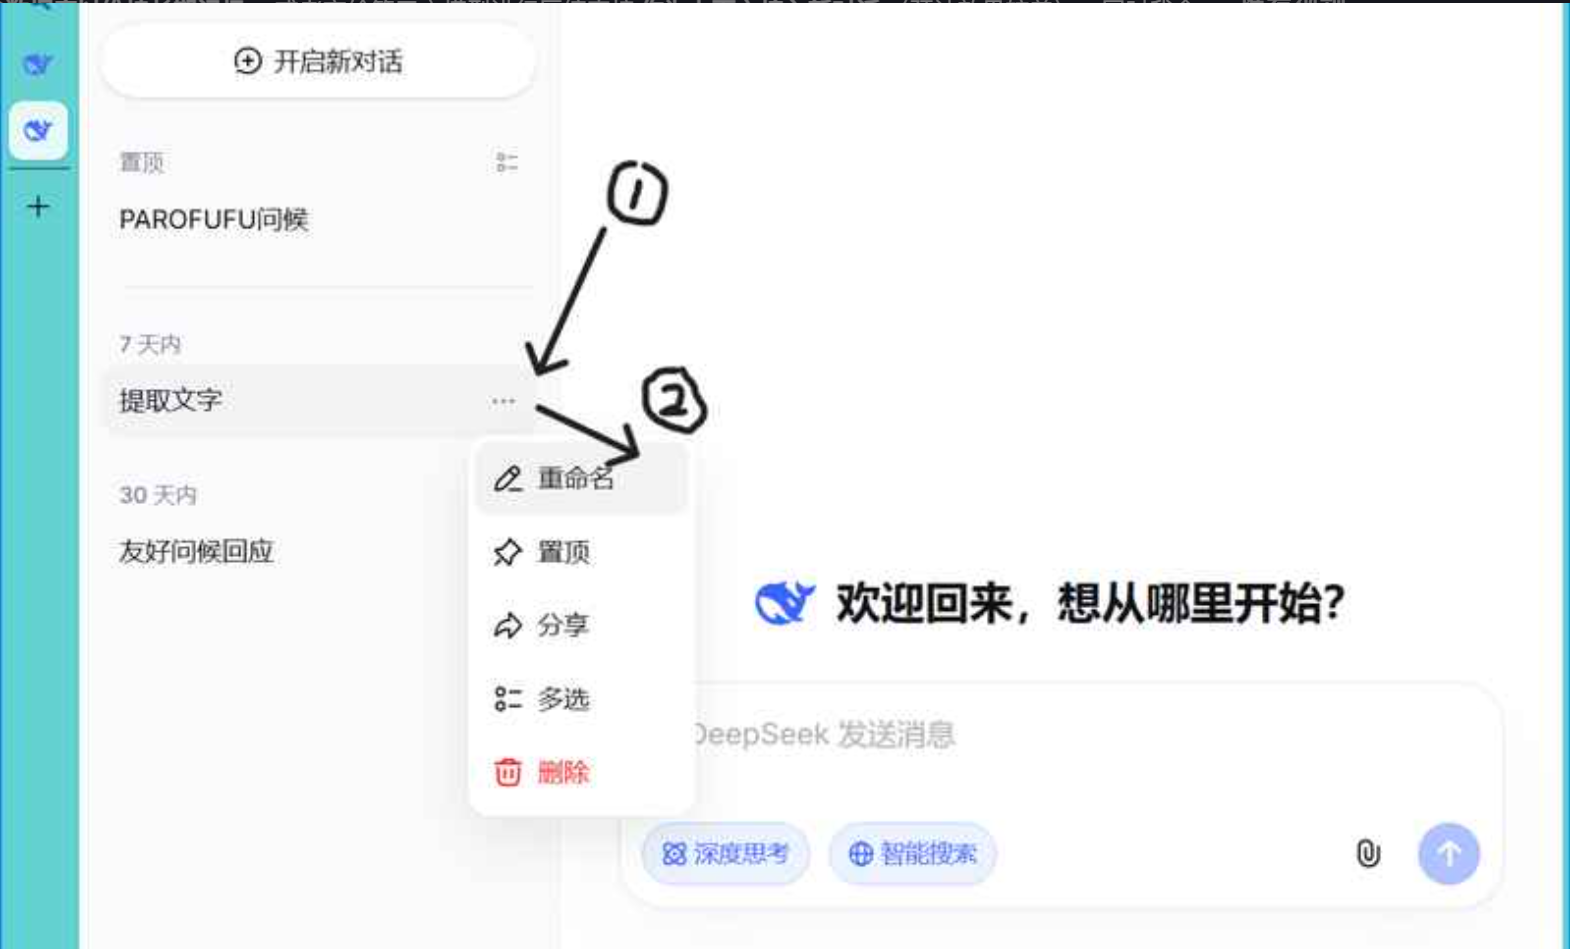 开启新对话
置顶
PAROFUFU问候
①
7 天内
提取文字
②
30 天内
友好问候回应
重命名
置顶
分享
多选
删除
欢迎回来，想从哪里开始？
DeepSeek 发送消息
深度思考
智能搜索